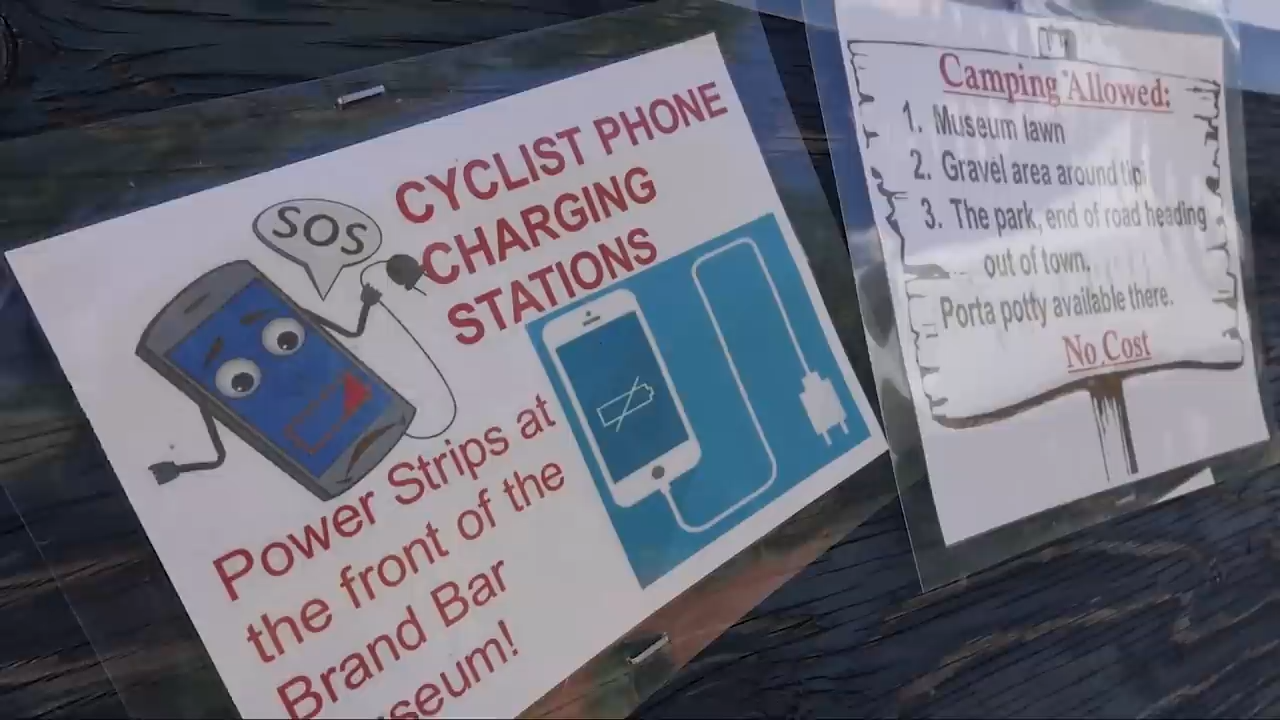 SOS
CYCLIST PHONE
CHARGING
STATIONS
Power Strips at
the front of the
Brand Bar
seum!
Camping Allowed:
1. Museum lawn
2. Gravel area around tipi
3. The park, end of road heading
out of town.
Porta potty available there.
No Cost